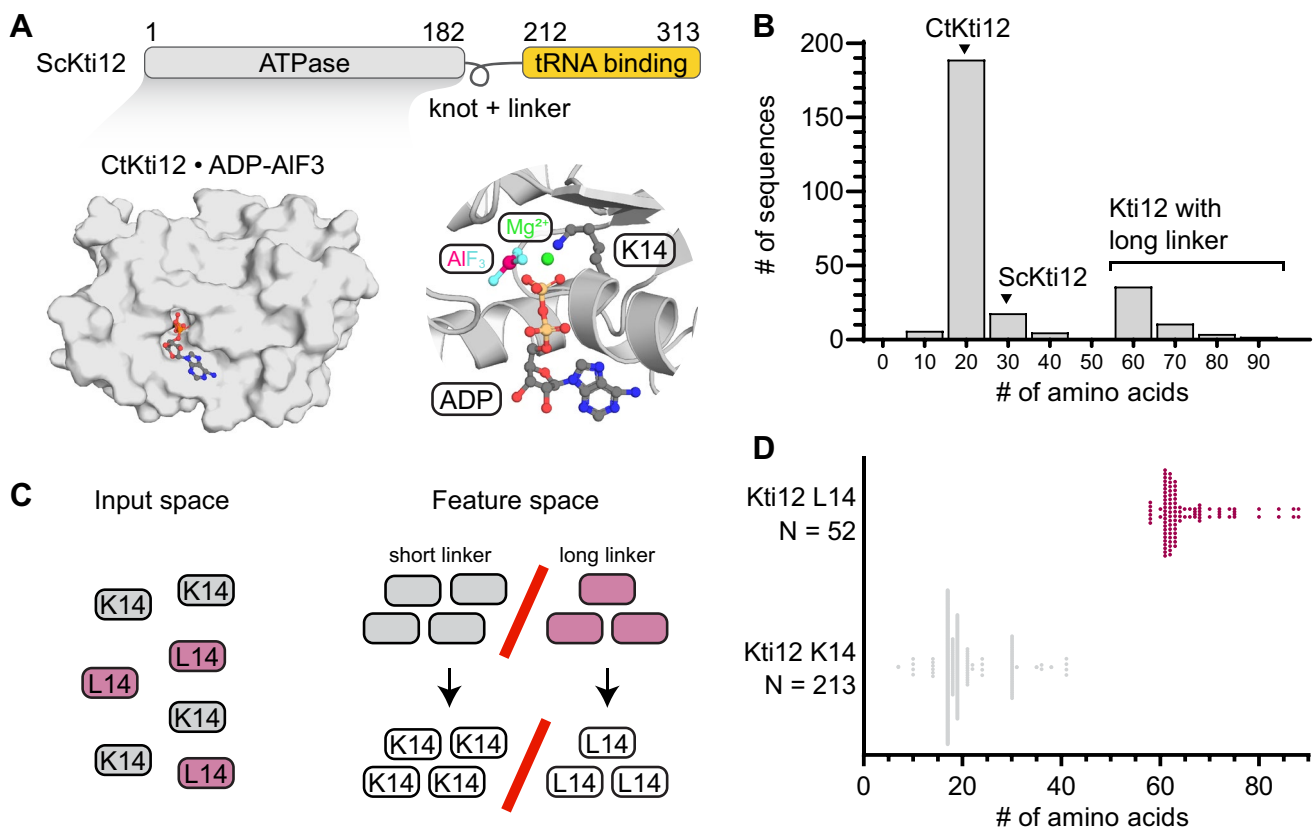 A
1
182
212
313
ScKti12
ATPase
tRNA binding
knot + linker
CtKti12 • ADP-AlF3
Mg²⁺
AlF₃
K14
ADP
B
# of sequences
200
150
100
50
0
CtKti12
ScKti12
Kti12 with
long linker
0 10 20 30 40 50 60 70 80 90
# of amino acids
C
Input space
Feature space
K14
K14
L14
L14
K14
K14
L14
short linker
long linker
K14 K14
K14 K14
L14
L14 L14
D
Kti12 L14
N = 52
Kti12 K14
N = 213
0 20 40 60 80
# of amino acids